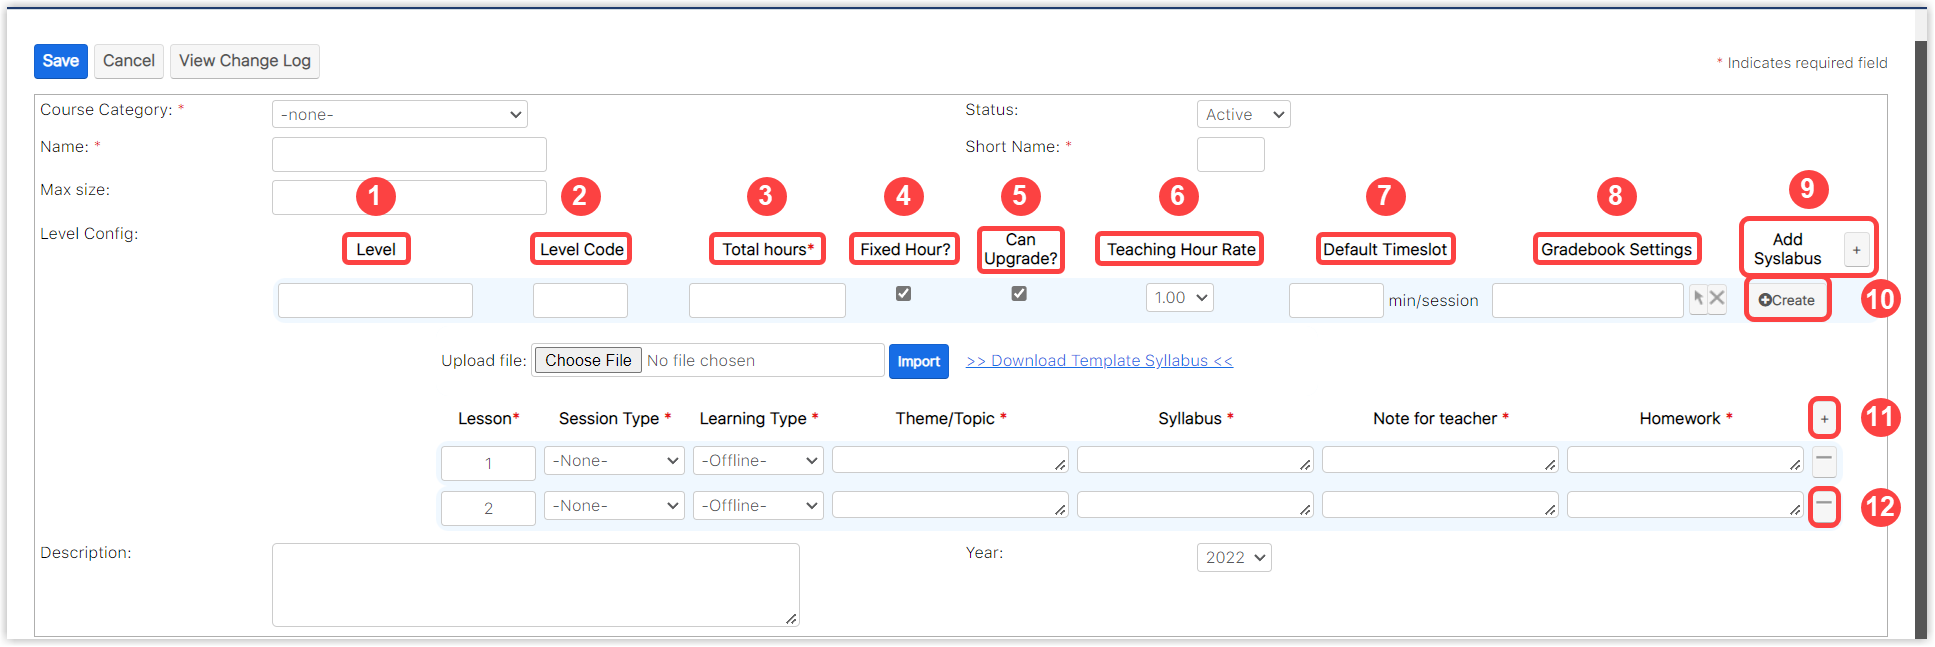 Save Cancel View Change Log * Indicates required field
Course Category: * -none- Status: Active
Name: * Short Name: *
Max size: 1 2 3 4 5 6 7 8 9
Level Config: Level Level Code Total hours* Fixed Hour? Can Upgrade? Teaching Hour Rate Default Timeslot Gradebook Settings Add Syslabus +
1.00 min/session Create 10
Upload file: Choose File No file chosen Import >> Download Template Syllabus <<
Lesson* Session Type * Learning Type * Theme/Topic * Syllabus * Note for teacher * Homework * + 11
1 -None- -Offline- —
2 -None- -Offline- — 12
Description: Year: 2022